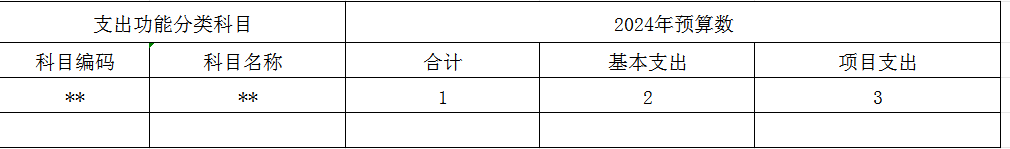 支出功能分类科目 2024年预算数
科目编码 科目名称 合计 基本支出 项目支出
** ** 1 2 3